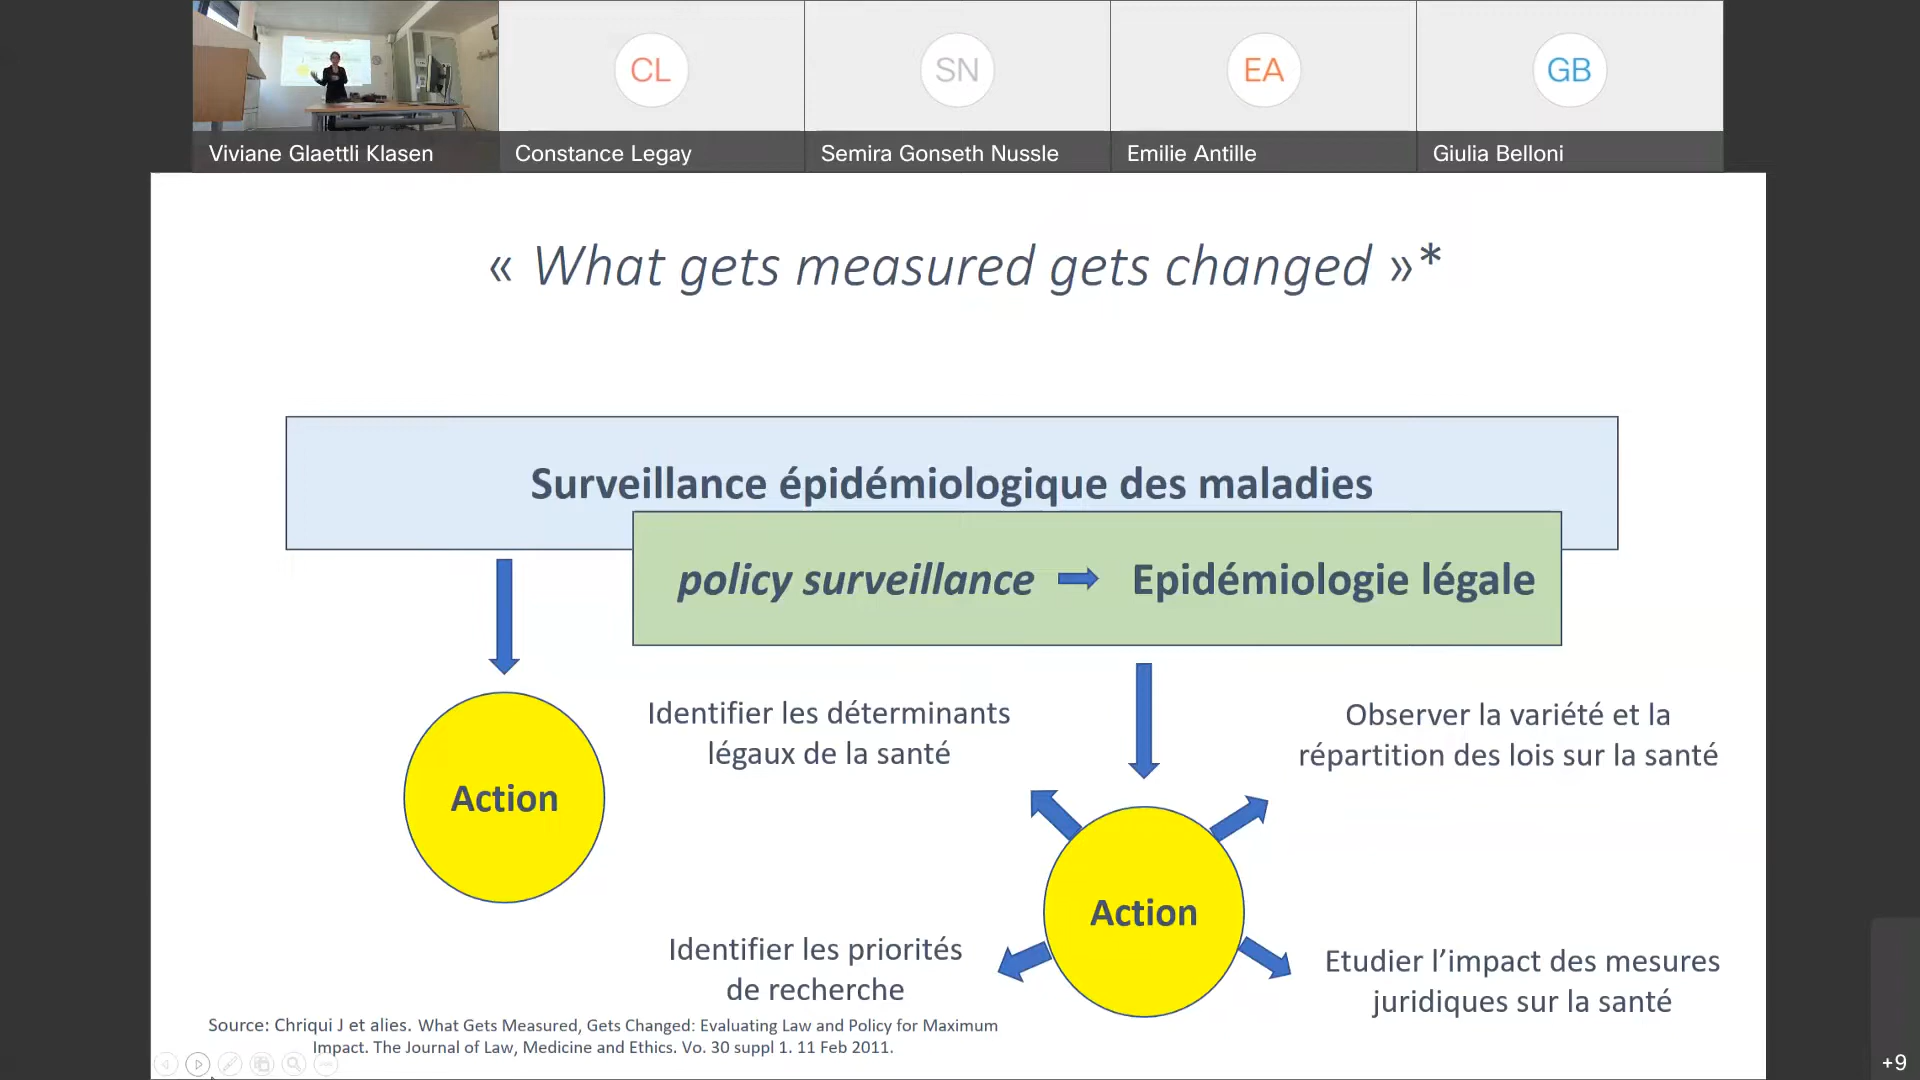 CL
SN
EA
GB
Viviane Glaettli Klasen
Constance Legay
Semira Gonseth Nussle
Emilie Antille
Giulia Belloni
« What gets measured gets changed »*
Surveillance épidémiologique des maladies
policy surveillance
Epidémiologie légale
Identifier les déterminants
légaux de la santé
Observer la variété et la
répartition des lois sur la santé
Action
Action
Identifier les priorités
de recherche
Etudier l’impact des mesures
juridiques sur la santé
Source: Chriqui J et alies. What Gets Measured, Gets Changed: Evaluating Law and Policy for Maximum
Impact. The Journal of Law, Medicine and Ethics. Vo. 30 suppl 1. 11 Feb 2011.
+9